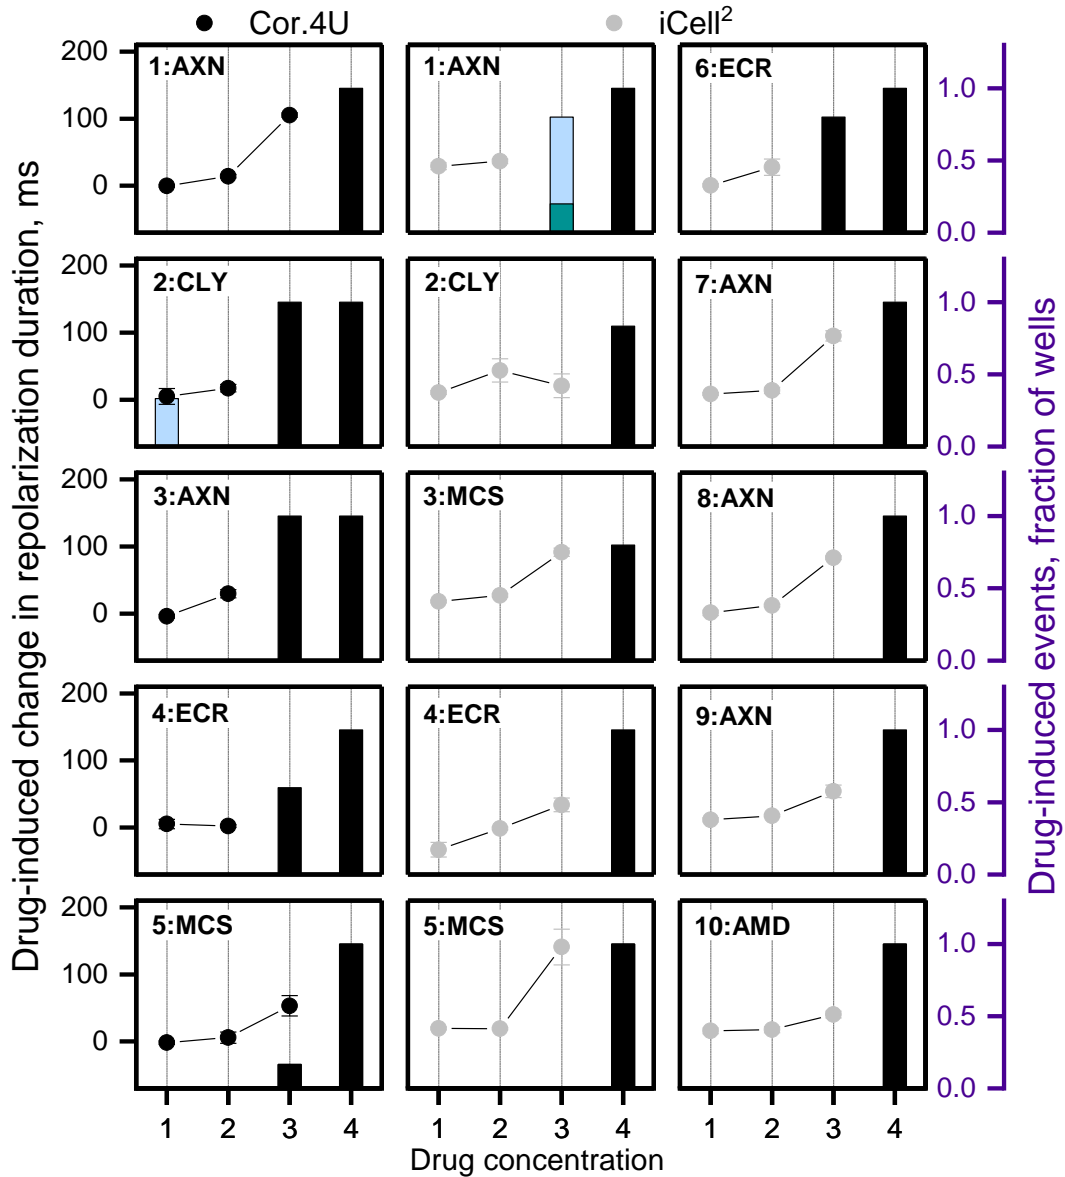 Cor.4U
iCell²
Drug-induced change in repolarization duration, ms
Drug-induced events, fraction of wells
200
100
0
1:AXN
1:AXN
6:ECR
1.0
0.5
0.0
200
100
0
2:CLY
2:CLY
7:AXN
1.0
0.5
0.0
200
100
0
3:AXN
3:MCS
8:AXN
1.0
0.5
0.0
200
100
0
4:ECR
4:ECR
9:AXN
1.0
0.5
0.0
200
100
0
5:MCS
5:MCS
10:AMD
1.0
0.5
0.0
1 2 3 4
1 2 3 4
1 2 3 4
Drug concentration